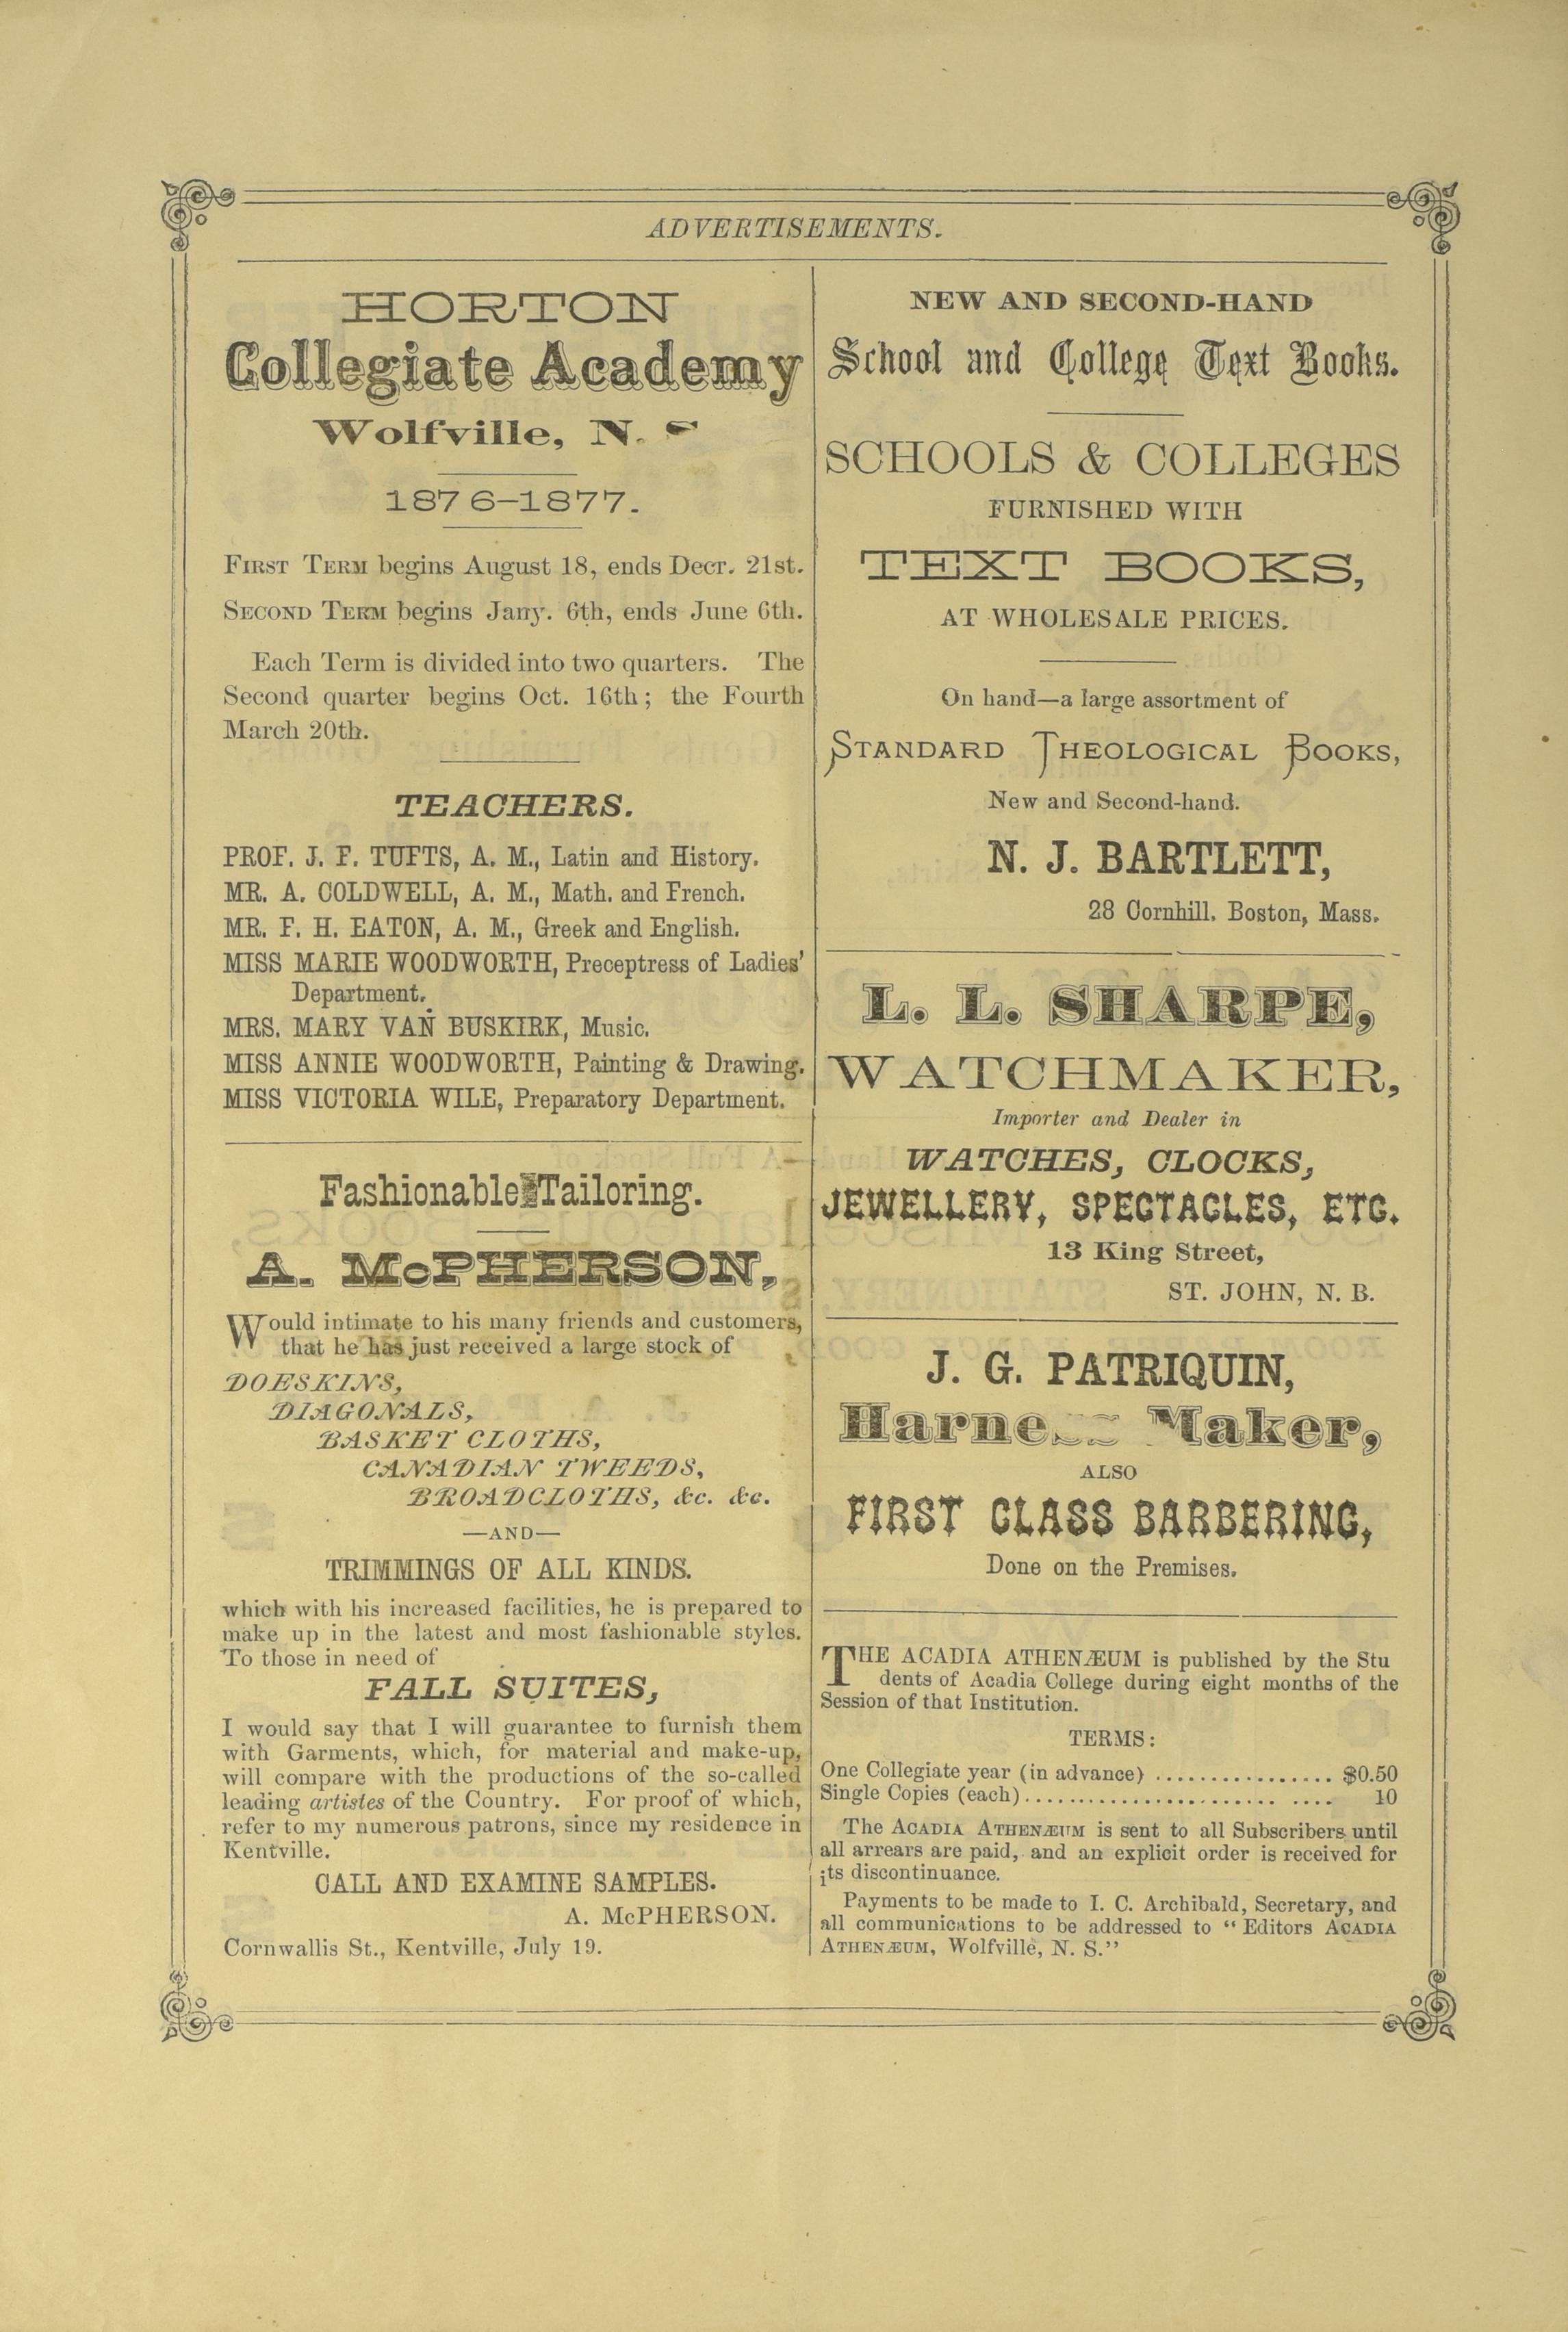 ADVERTISEMENTS.
HORTON
Collegiate Academy
Wolfville, N.
1876-1877.
FIRST TERM begins August 18, ends Decr. 21st.
SECOND TERM begins Jany. 6th, ends June 6th.
Each Term is divided into two quarters. The
Second quarter begins Oct. 16th; the Fourth
March 20th.
TEACHERS.
PROF. J. F. TUFTS, A. M., Latin and History.
MR. A. COLDWELL, A. M., Math. and French.
MR. F. H. EATON, A. M., Greek and English.
MISS MARIE WOODWORTH, Preceptress of Ladies'
Department.
MRS. MARY VAN BUSKIRK, Music.
MISS ANNIE WOODWORTH, Painting & Drawing.
MISS VICTORIA WILE, Preparatory Department.
Fashionable Tailoring.
A. McPHERSON,
Would intimate to his many friends and customers,
that he has just received a large stock of
DOESKINS,
DIAGONALS,
BASKET CLOTHS,
CANADIAN TWEEDS,
BROADCLOTHS, &c. &c.
—AND—
TRIMMINGS OF ALL KINDS.
which with his increased facilities, he is prepared to
make up in the latest and most fashionable styles.
To those in need of
FALL SUITES,
I would say that I will guarantee to furnish them
with Garments, which, for material and make-up,
will compare with the productions of the so-called
leading artistes of the Country. For proof of which,
refer to my numerous patrons, since my residence in
Kentville.
CALL AND EXAMINE SAMPLES.
A. McPHERSON.
Cornwallis St., Kentville, July 19.
NEW AND SECOND-HAND
School and College Text Books.
SCHOOLS & COLLEGES
FURNISHED WITH
TEXT BOOKS,
AT WHOLESALE PRICES.
On hand—a large assortment of
STANDARD THEOLOGICAL BOOKS,
New and Second-hand.
N. J. BARTLETT,
28 Cornhill, Boston, Mass.
L. L. SHARPE,
WATCHMAKER,
Importer and Dealer in
WATCHES, CLOCKS,
JEWELLERY, SPECTACLES, ETC.
13 King Street,
ST. JOHN, N. B.
J. G. PATRIQUIN,
Harness Maker,
ALSO
FIRST CLASS BARBERING,
Done on the Premises.
THE ACADIA ATHENÆUM is published by the Stu
dents of Acadia College during eight months of the
Session of that Institution.
TERMS:
One Collegiate year (in advance) ................ $0.50
Single Copies (each)....................... .... 10
The ACADIA ATHENÆUM is sent to all Subscribers until
all arrears are paid, and an explicit order is received for
its discontinuance.
Payments to be made to I. C. Archibald, Secretary, and
all communications to be addressed to "Editors ACADIA
ATHENÆUM, Wolfville, N. S."